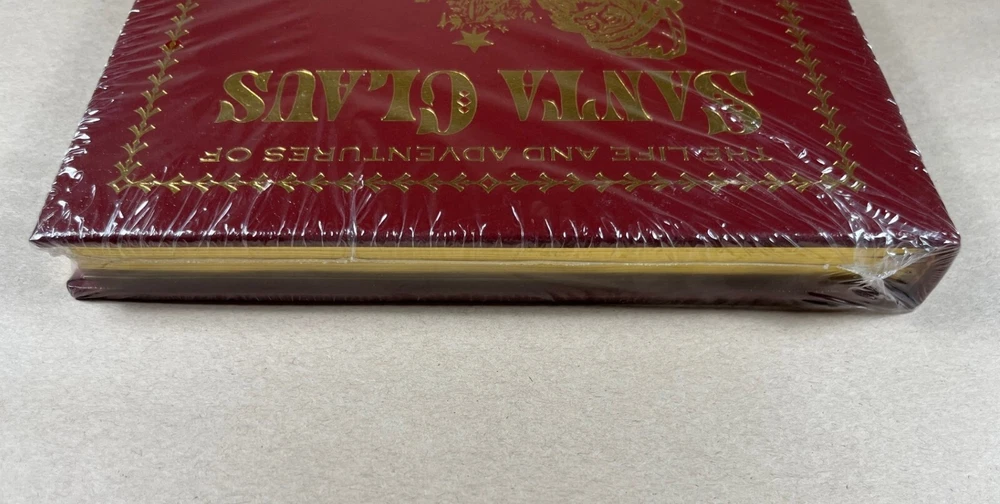 THE LIFE AND ADVENTURES OF
SANTA CLAUS